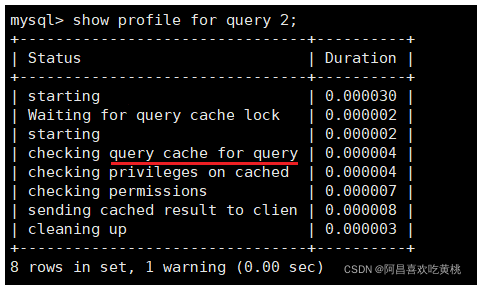 mysql> show profile for query 2;
+--------------------------------+----------+
| Status                         | Duration |
+--------------------------------+----------+
| starting                       | 0.000030 |
| Waiting for query cache lock   | 0.000002 |
| starting                       | 0.000002 |
| checking query cache for query | 0.000004 |
| checking privileges on cached  | 0.000004 |
| checking permissions           | 0.000007 |
| sending cached result to clien | 0.000008 |
| cleaning up                    | 0.000003 |
+--------------------------------+----------+
8 rows in set, 1 warning (0.00 sec)
CSDN @阿昌喜欢吃黄桃